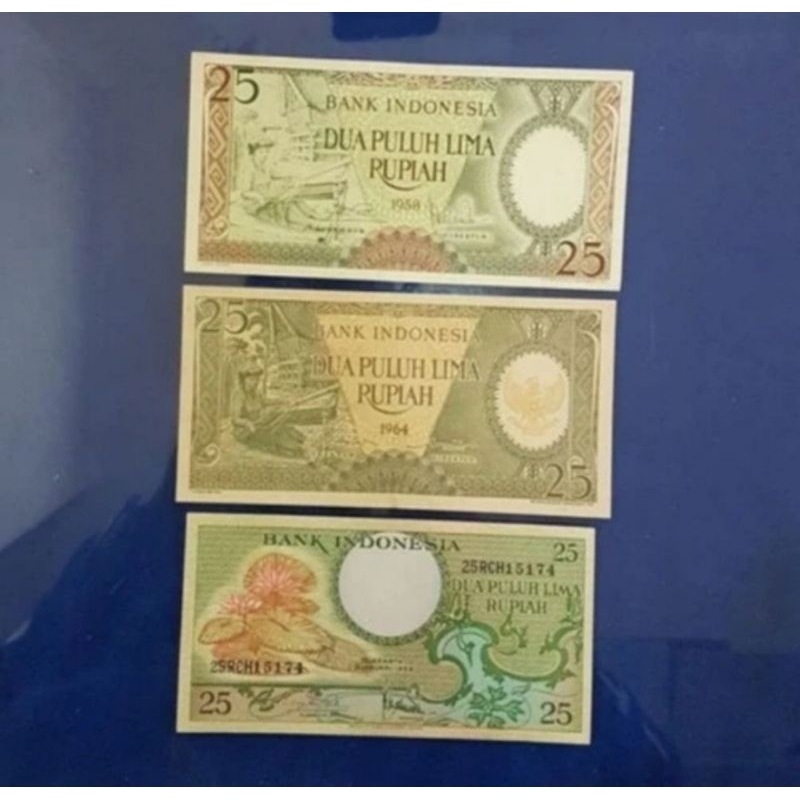 25
BANK INDONESIA
DUA PULUH LIMA
RUPIAH
1958
25
25
BANK INDONESIA
DUA PULUH LIMA
RUPIAH
1964
25
BANK INDONESIA
25
25RCH15174
DUA PULUH LIMA
RUPIAH
25RCH15174
25
25